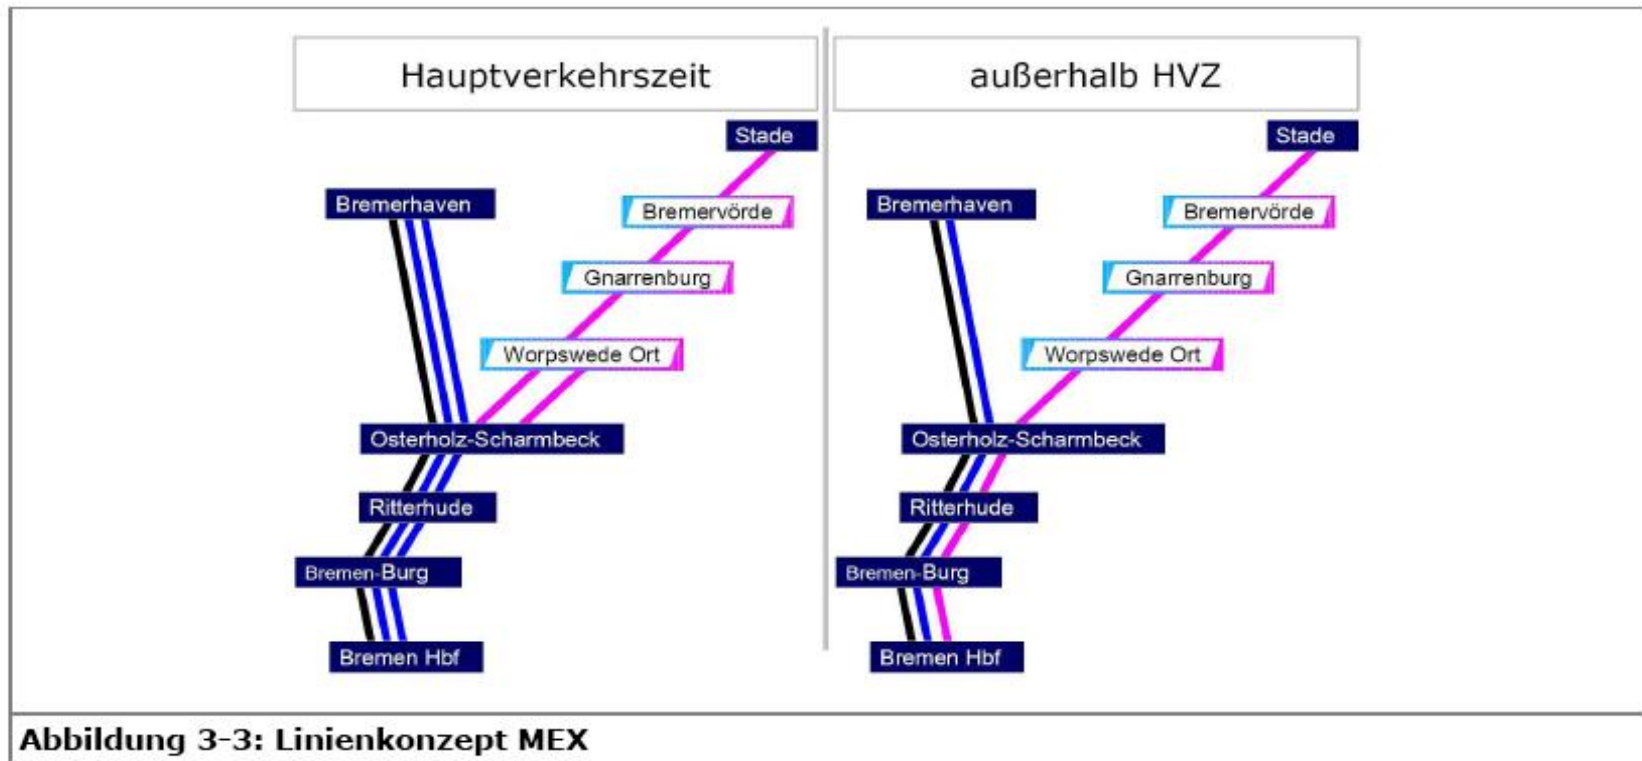 Hauptverkehrszeit
Stade
Bremerhaven
Bremervörde
Gnarrenburg
Worpswede Ort
Osterholz-Scharmbeck
Ritterhude
Bremen-Burg
Bremen Hbf
außerhalb HVZ
Stade
Bremerhaven
Bremervörde
Gnarrenburg
Worpswede Ort
Osterholz-Scharmbeck
Ritterhude
Bremen-Burg
Bremen Hbf
Abbildung 3-3: Linienkonzept MEX